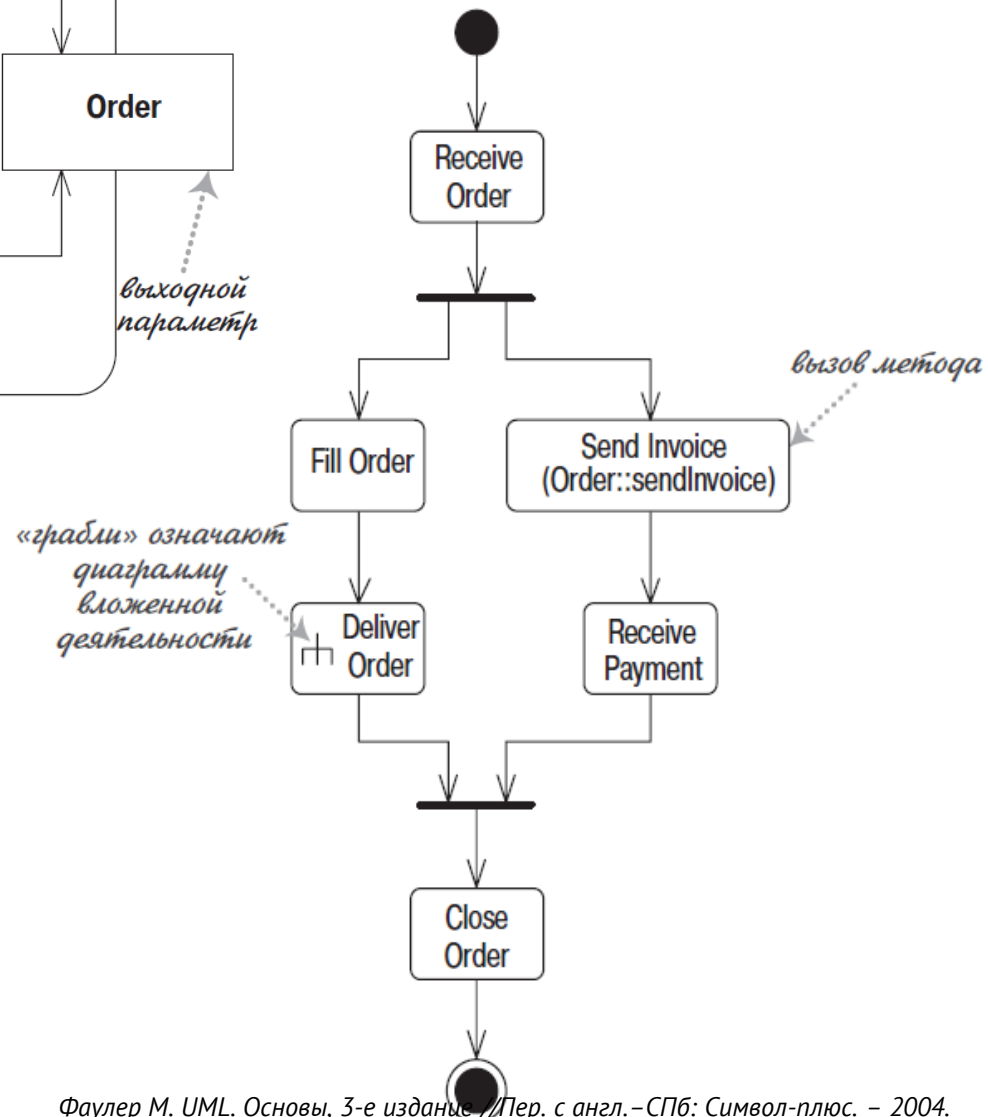 Order
выходной
параметр
Receive
Order
вызов метода
Fill Order
Send Invoice
(Order::sendInvoice)
«грабли» означают
диаграмму
вложенной
деятельности
Deliver
Order
Receive
Payment
Close
Order
Фаулер М. UML. Основы, 3-е издание //Пер. с англ.–СПб: Символ-плюс. – 2004.